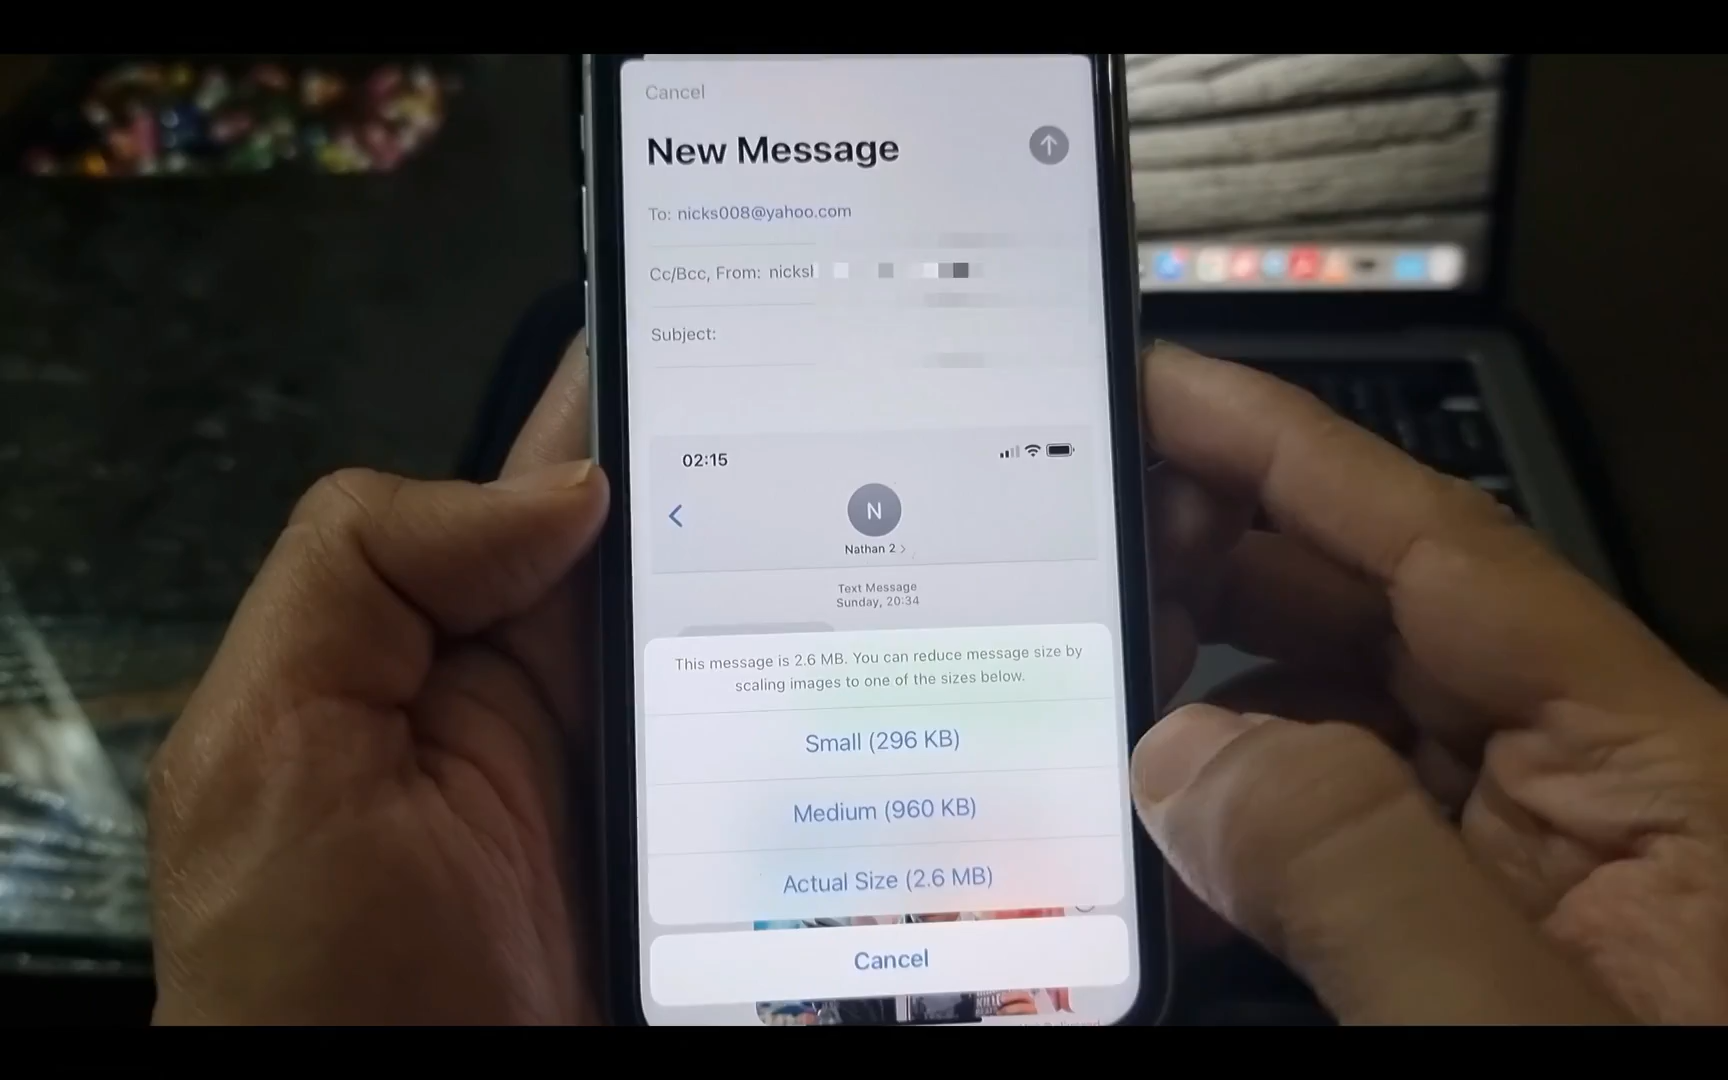 Cancel
New Message
To: nicks008@yahoo.com
Cc/Bcc, From: nicks
Subject:
02:15
N
Nathan 2 >
Text Message
Sunday, 20:34
This message is 2.6 MB. You can reduce message size by
scaling images to one of the sizes below.
Small (296 KB)
Medium (960 KB)
Actual Size (2.6 MB)
Cancel